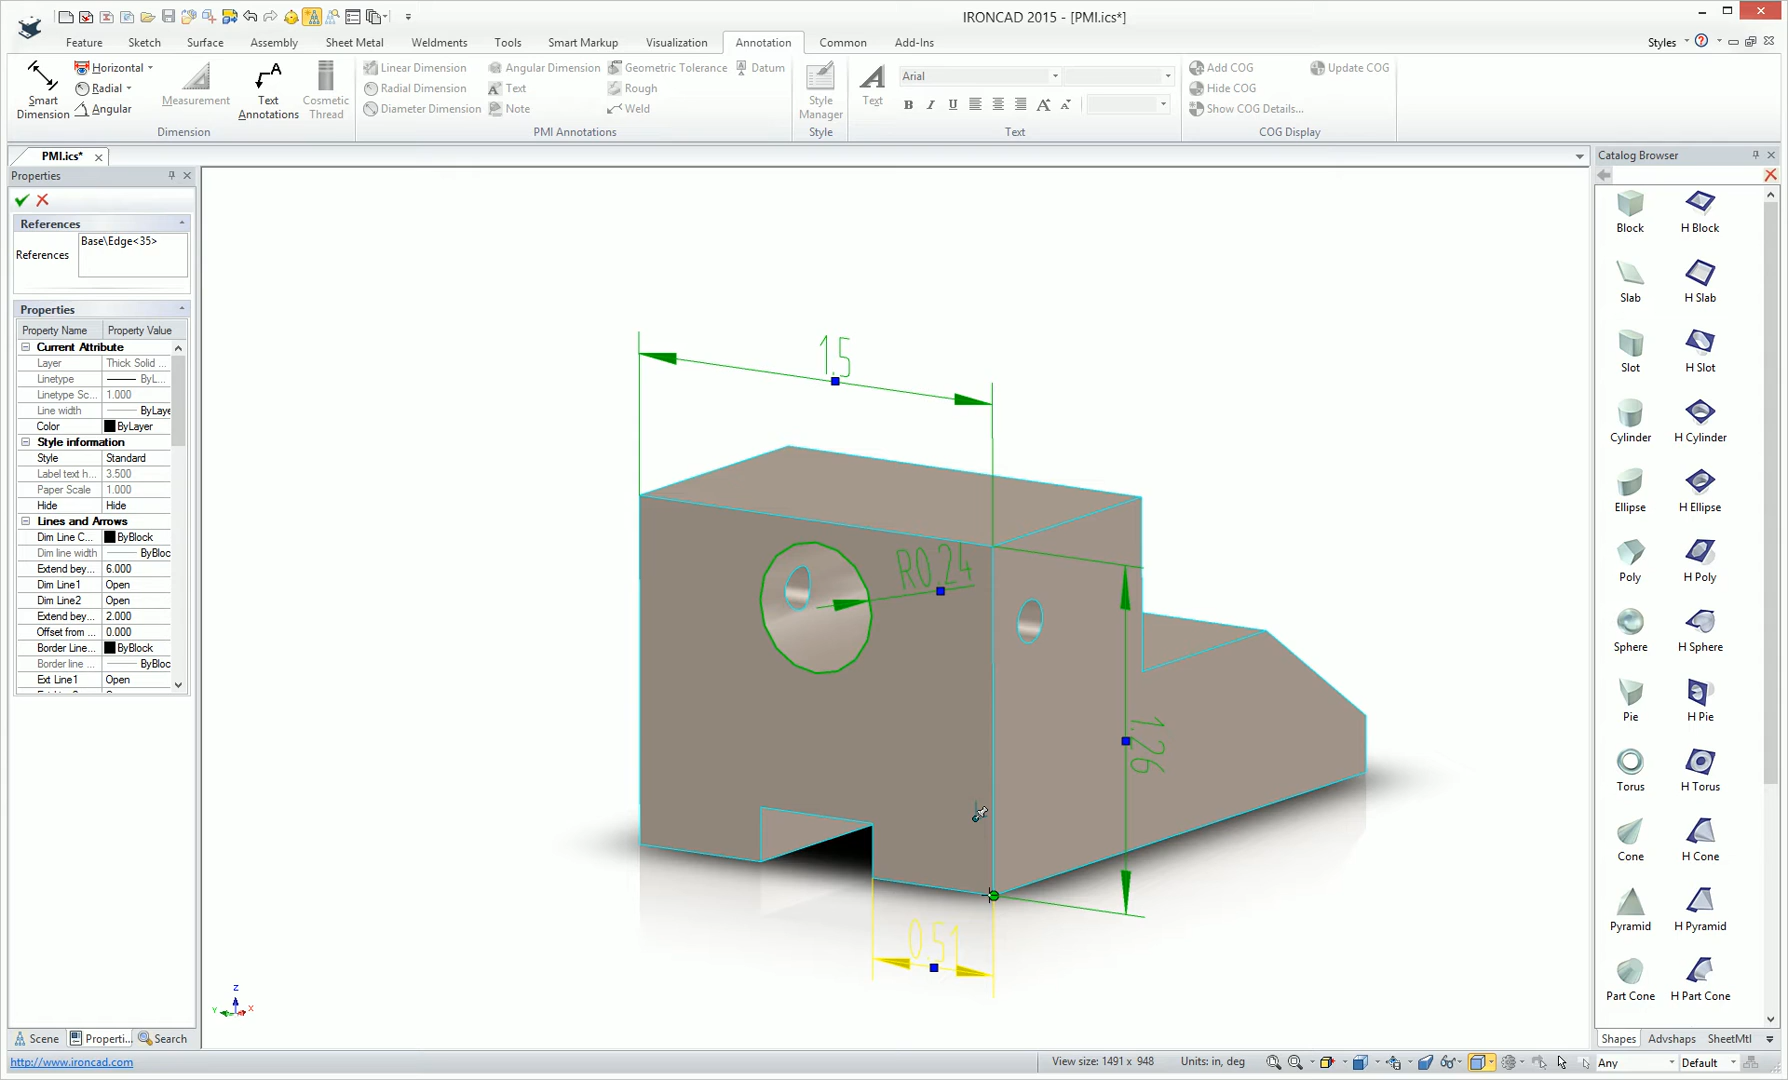 IRONCAD 2015 - [PMI.ics*]
Feature Sketch Surface Assembly Sheet Metal Weldments Tools Smart Markup Visualization Annotation Common Add-Ins Styles
Smart Dimension
Horizontal
Radial
Angular
Measurement
Text Annotations
Cosmetic Thread
Dimension
Linear Dimension
Radial Dimension
Diameter Dimension
Angular Dimension
Text
Note
Geometric Tolerance
Rough
Weld
Datum
PMI Annotations
Style Manager
Style
Text
Arial
B I U A A
Text
Add COG
Hide COG
Show COG Details...
Update COG
COG Display
PMI.ics*
Properties
References
References Base\Edge<35>
Properties
Property Name Property Value
Current Attribute
Layer Thick Solid ...
Linetype ByL...
Linetype Sc... 1.000
Line width ByLaye
Color ByLayer
Style information
Style Standard
Label text h... 3.500
Paper Scale 1.000
Hide Hide
Lines and Arrows
Dim Line C... ByBlock
Dim line width ByBloc
Extend bey... 6.000
Dim Line1 Open
Dim Line2 Open
Extend bey... 2.000
Offset from ... 0.000
Border Line... ByBlock
Border line ... ByBloc
Ext Line1 Open
1.5
R0.24
1.26
0.51
Z
Y X
Catalog Browser
Block H Block
Slab H Slab
Slot H Slot
Cylinder H Cylinder
Ellipse H Ellipse
Poly H Poly
Sphere H Sphere
Pie H Pie
Torus H Torus
Cone H Cone
Pyramid H Pyramid
Part Cone H Part Cone
Shapes Advshaps SheetMtl
Scene Properti... Search
http://www.ironcad.com
View size: 1491 x 948 Units: in, deg Any Default